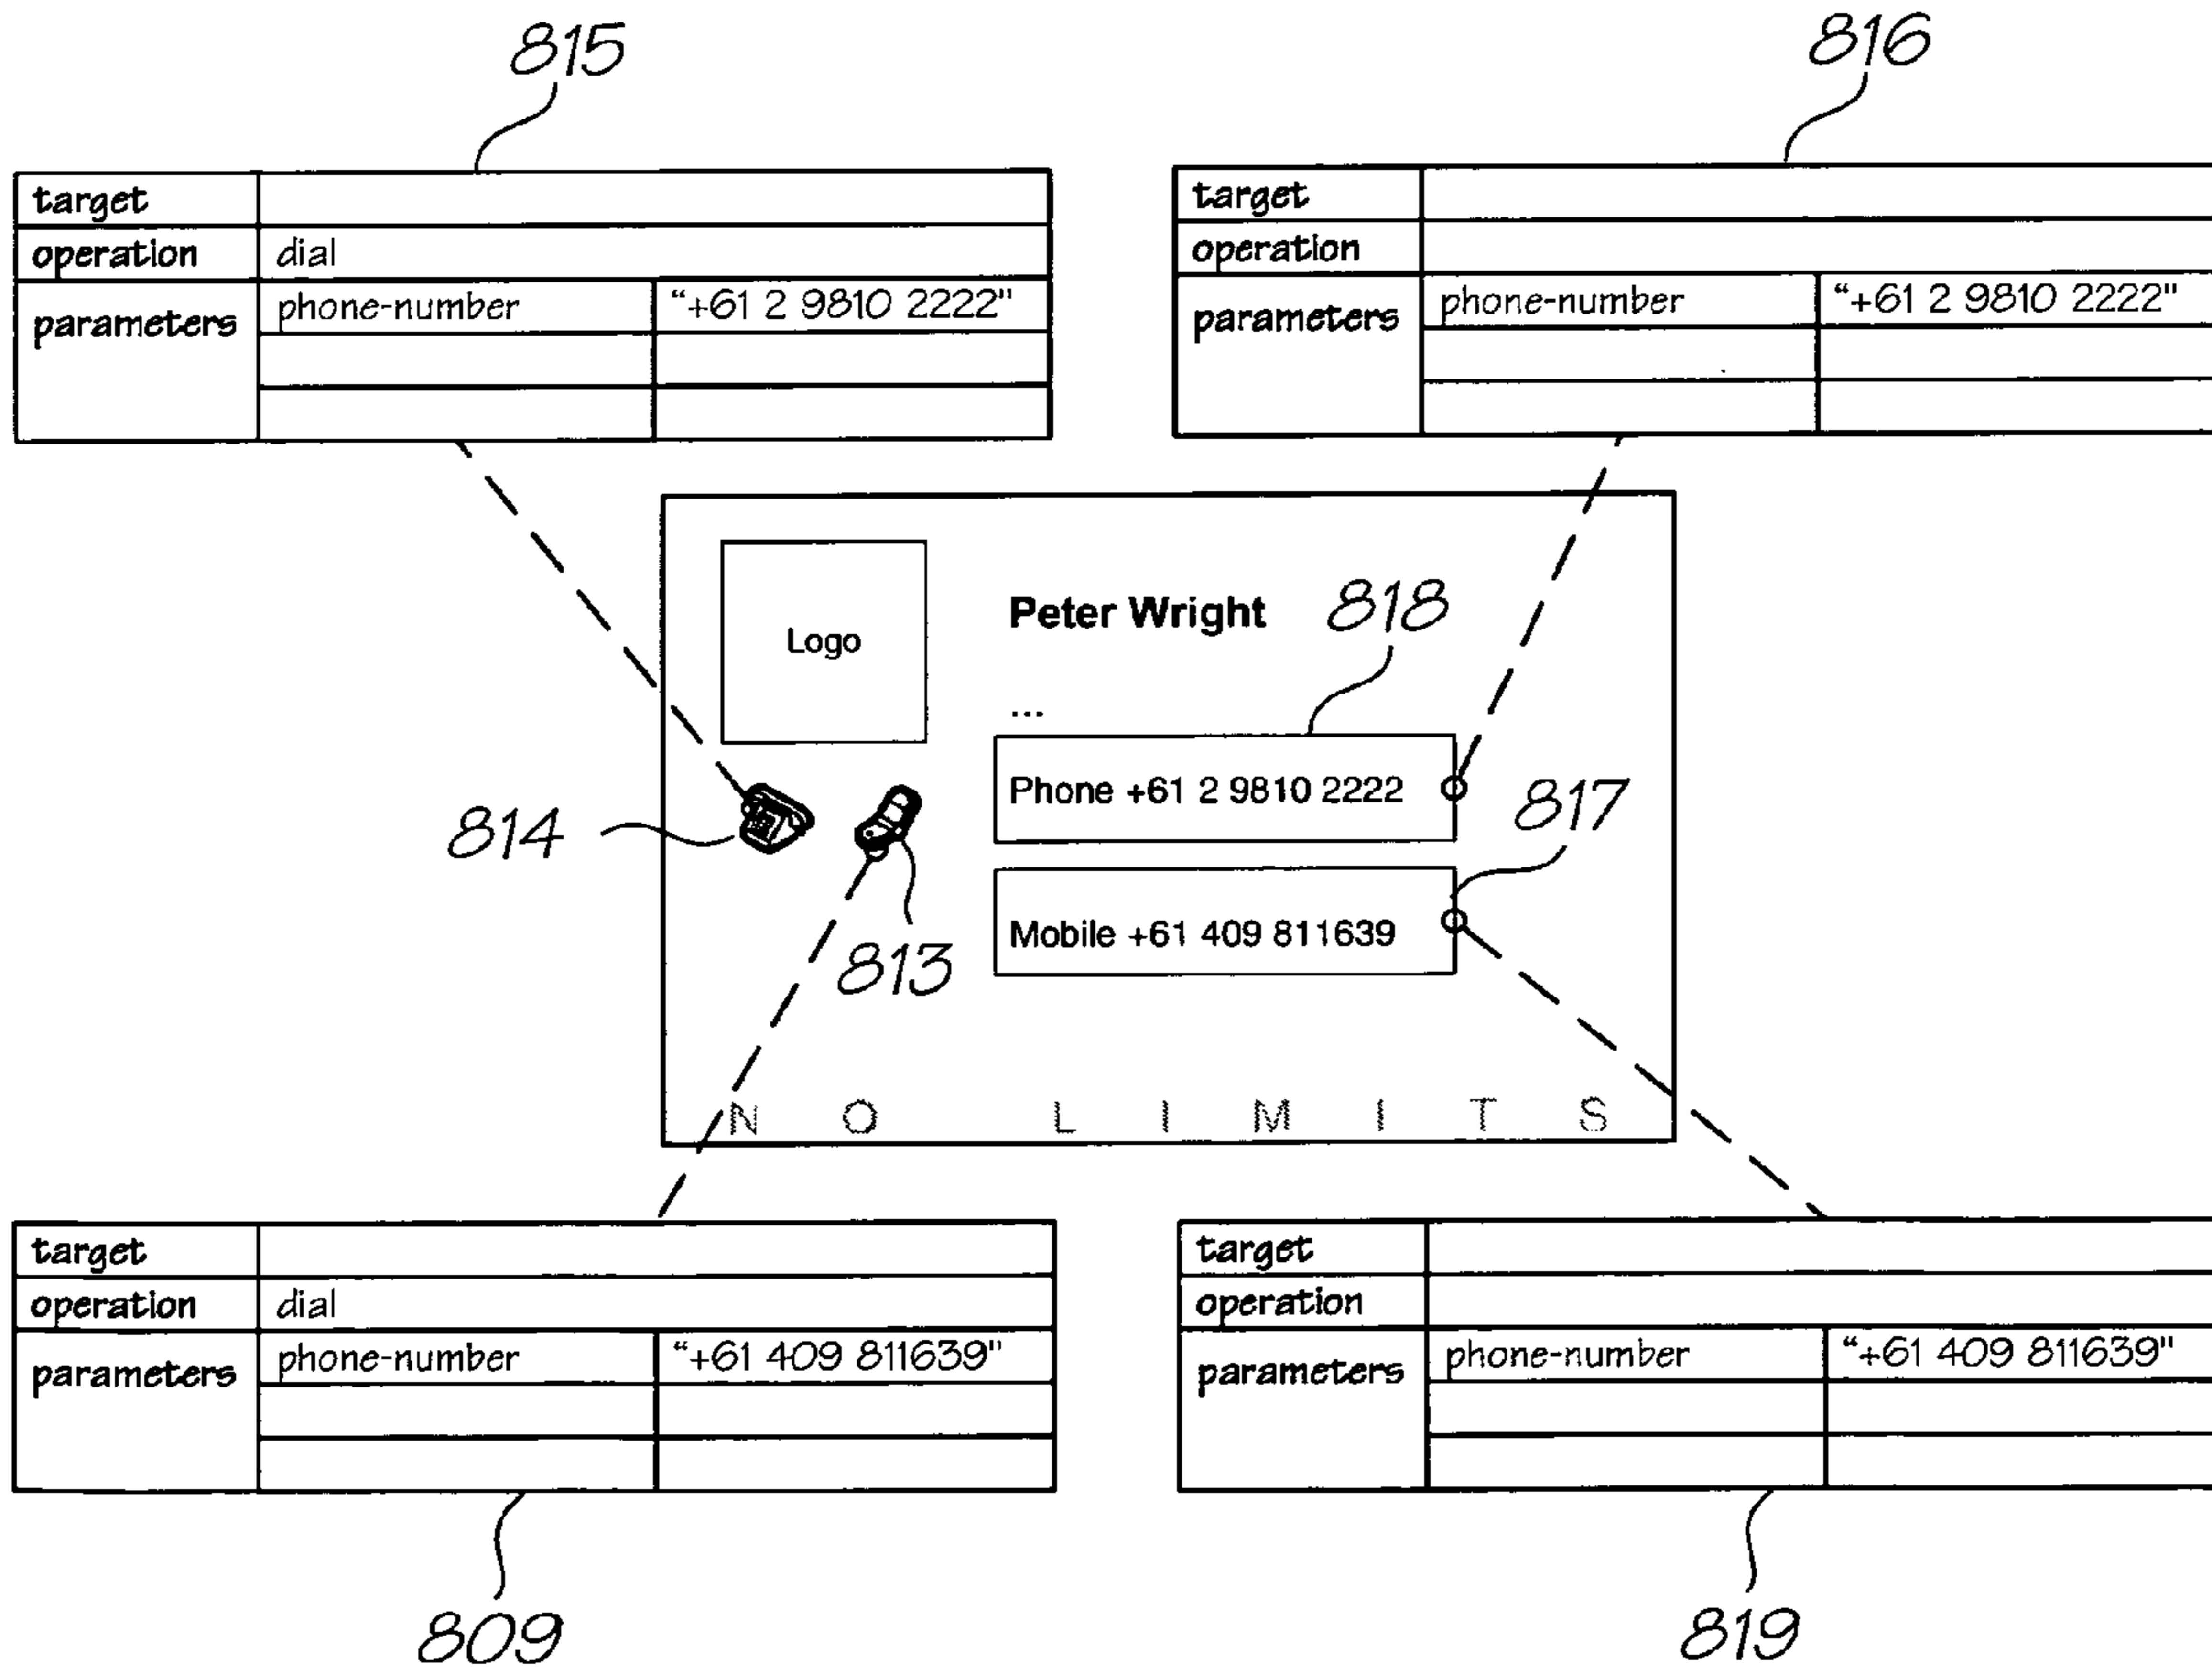 815
816
target
operation dial
parameters phone-number "+61 2 9810 2222"
target
operation
parameters phone-number "+61 2 9810 2222"
Logo
Peter Wright
818
...
Phone +61 2 9810 2222
817
814
813
Mobile +61 409 811639
N O L I M I T S
target
operation dial
parameters phone-number "+61 409 811639"
target
operation
parameters phone-number "+61 409 811639"
809
819